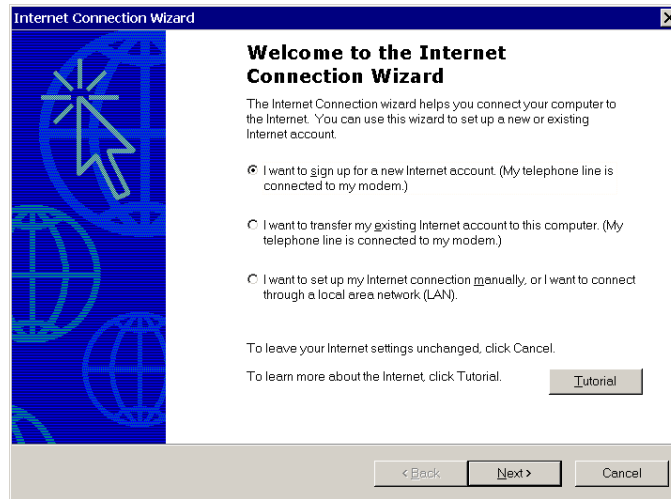 Internet Connection Wizard
Welcome to the Internet
Connection Wizard
The Internet Connection wizard helps you connect your computer to
the Internet. You can use this wizard to set up a new or existing
Internet account.
I want to sign up for a new Internet account. (My telephone line is
connected to my modem.)
I want to transfer my existing Internet account to this computer. (My
telephone line is connected to my modem.)
I want to set up my Internet connection manually, or I want to connect
through a local area network (LAN).
To leave your Internet settings unchanged, click Cancel.
To learn more about the Internet, click Tutorial.
Tutorial
< Back Next > Cancel